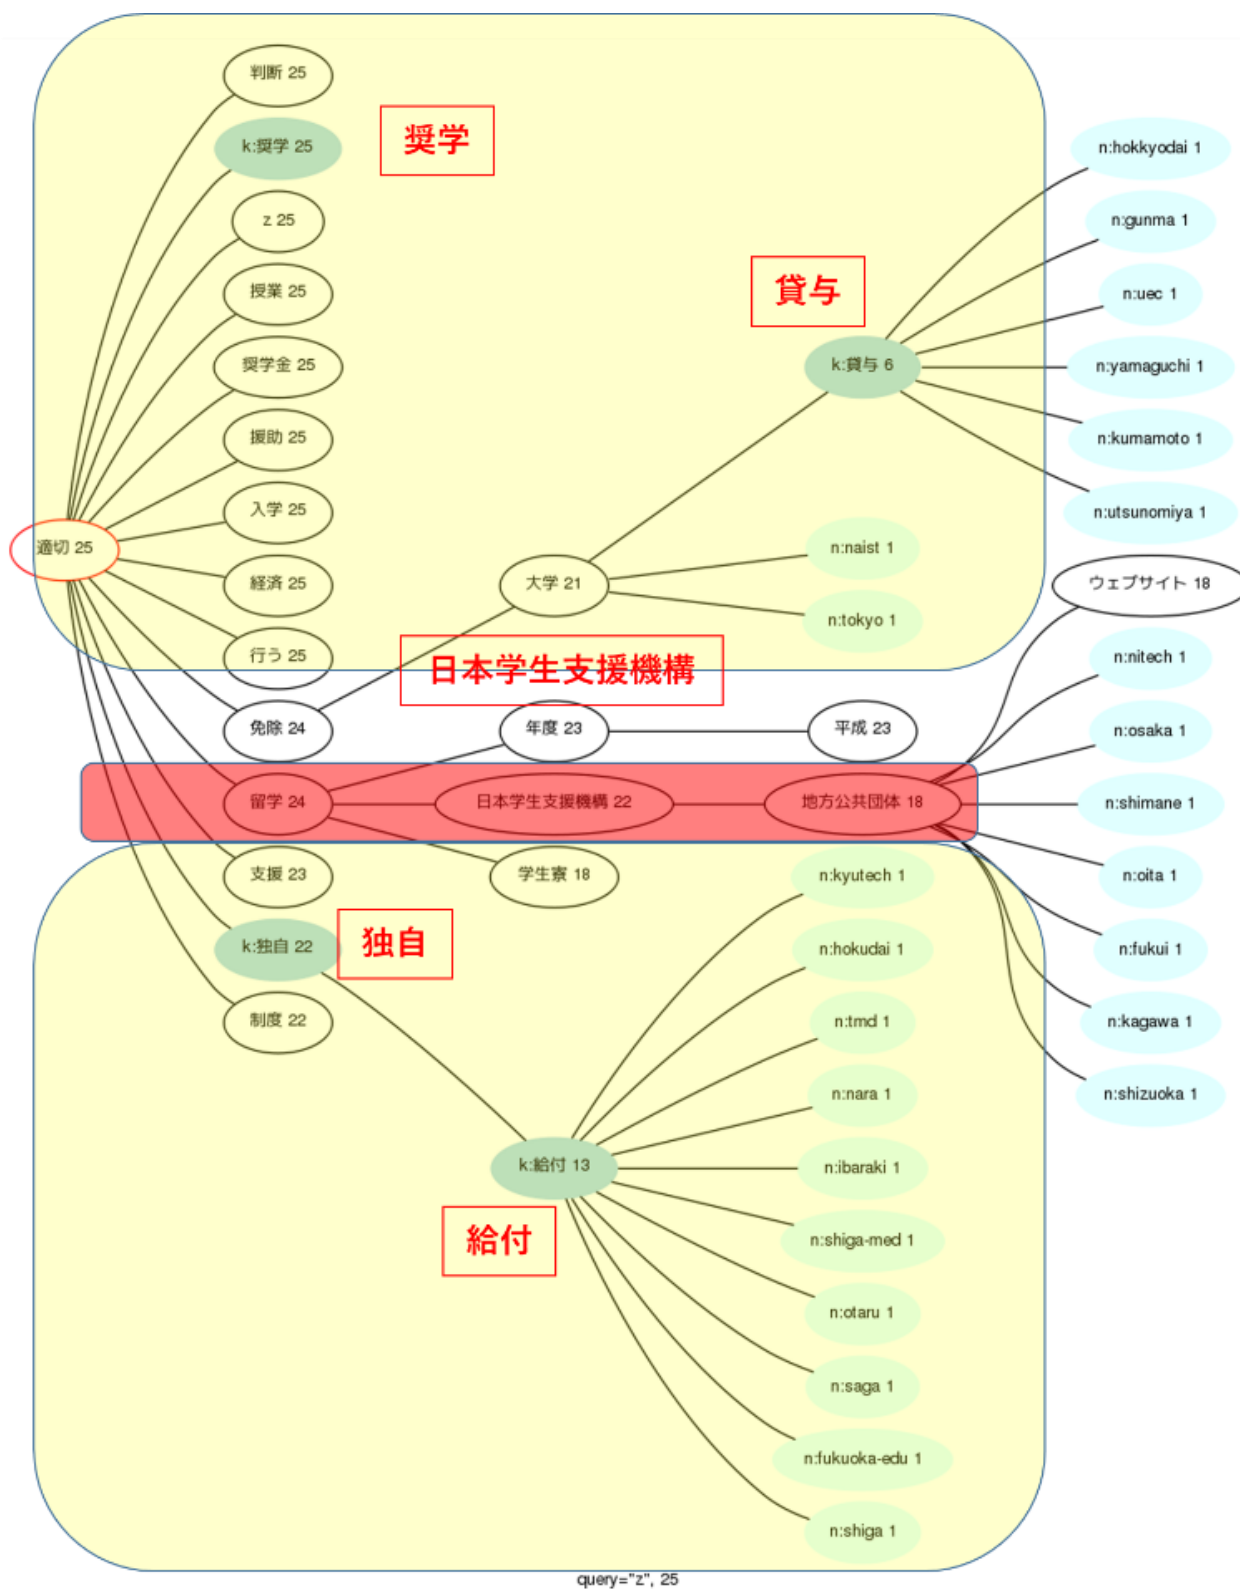 判断 25
k:奨学 25
奨学
n:hokkyodai 1
z 25
n:gunma 1
授業 25
貸与
n:uec 1
奨学金 25
k:貸与 6
n:yamaguchi 1
援助 25
n:kumamoto 1
入学 25
n:utsunomiya 1
適切 25
n:naist 1
経済 25
大学 21
ウェブサイト 18
n:tokyo 1
行う 25
日本学生支援機構
n:nitech 1
免除 24
年度 23
平成 23
n:osaka 1
留学 24
日本学生支援機構 22
地方公共団体 18
n:shimane 1
支援 23
学生寮 18
n:kyutech 1
n:oita 1
k:独自 22
独自
n:hokudai 1
n:fukui 1
制度 22
n:tmd 1
n:kagawa 1
n:nara 1
n:shizuoka 1
k:給付 13
n:ibaraki 1
給付
n:shiga-med 1
n:otaru 1
n:saga 1
n:fukuoka-edu 1
n:shiga 1
query="z", 25